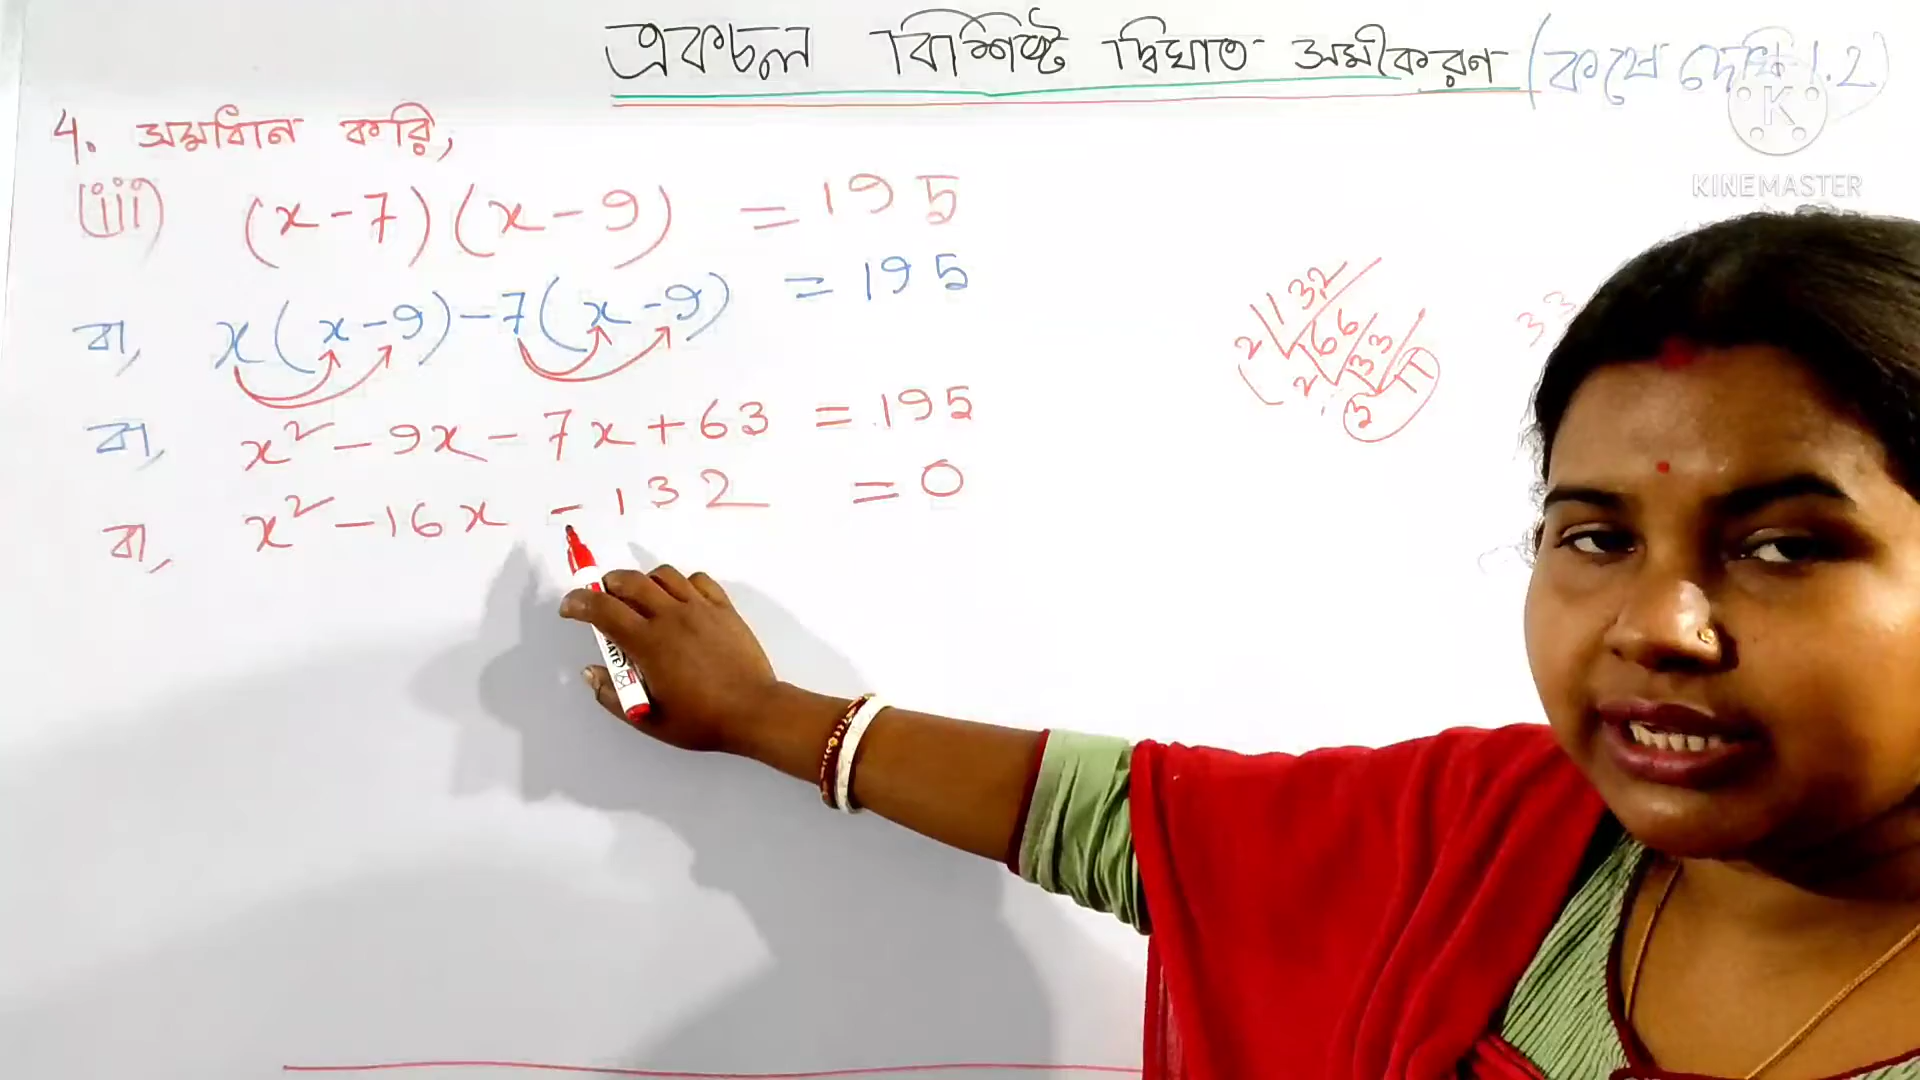 একচল বিশিষ্ট দ্বিঘাত সমীকরণ (কষে দেখি 1.2)
K
KINEMASTER
4. সমাধান করি,
(iii) (x-7)(x-9) = 195
বা, x(x-9)-7(x-9) = 195
বা, x² - 9x - 7x + 63 = 195
বা, x² - 16x - 132 = 0
2 132
2 66
3 33
11
33